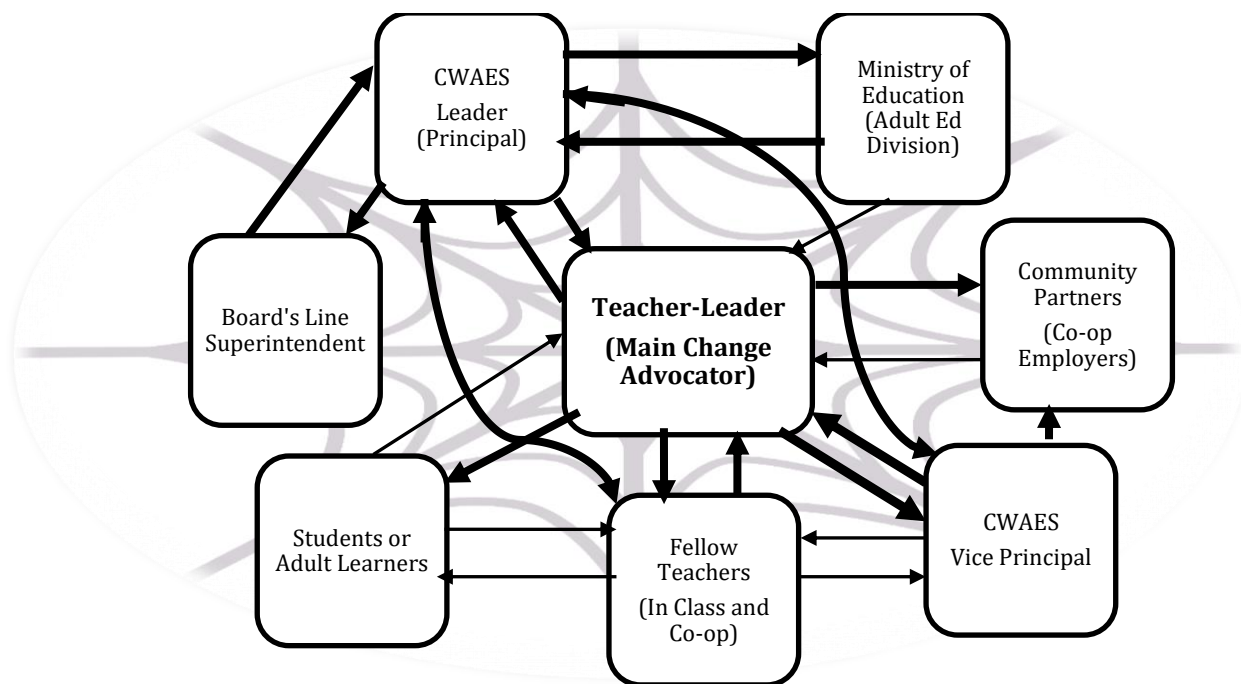 CWAES
Leader
(Principal)
Ministry of
Education
(Adult Ed
Division)
Board's Line
Superintendent
Teacher-Leader
(Main Change
Advocator)
Community
Partners
(Co-op
Employers)
Students or
Adult Learners
Fellow
Teachers
(In Class and
Co-op)
CWAES
Vice Principal